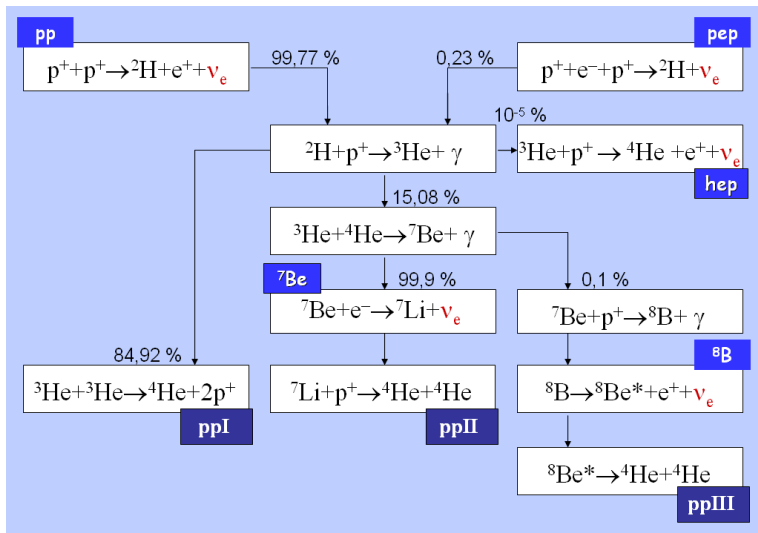 pp
pep
p⁺+p⁺→²H+e⁺+νₑ
99,77 %
0,23 %
p⁺+e⁻+p⁺→²H+νₑ
10⁻⁵ %
²H+p⁺→³He+ γ
³He+p⁺→ ⁴He +e⁺+νₑ
hep
15,08 %
³He+⁴He→⁷Be+ γ
⁷Be
99,9 %
0,1 %
⁷Be+e⁻→⁷Li+νₑ
⁷Be+p⁺→⁸B+ γ
84,92 %
⁸B
³He+³He→⁴He+2p⁺
⁷Li+p⁺→⁴He+⁴He
⁸B→⁸Be*+e⁺+νₑ
ppI
ppII
⁸Be*→⁴He+⁴He
ppIII